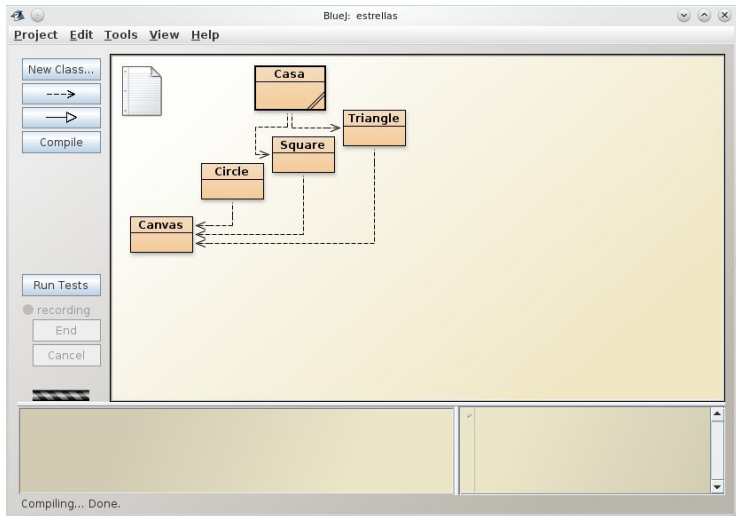 BlueJ: estrellas
Project Edit Tools View Help
New Class...
--->
Compile
Casa
Triangle
Square
Circle
Canvas
Run Tests
recording
End
Cancel
>
Compiling... Done.